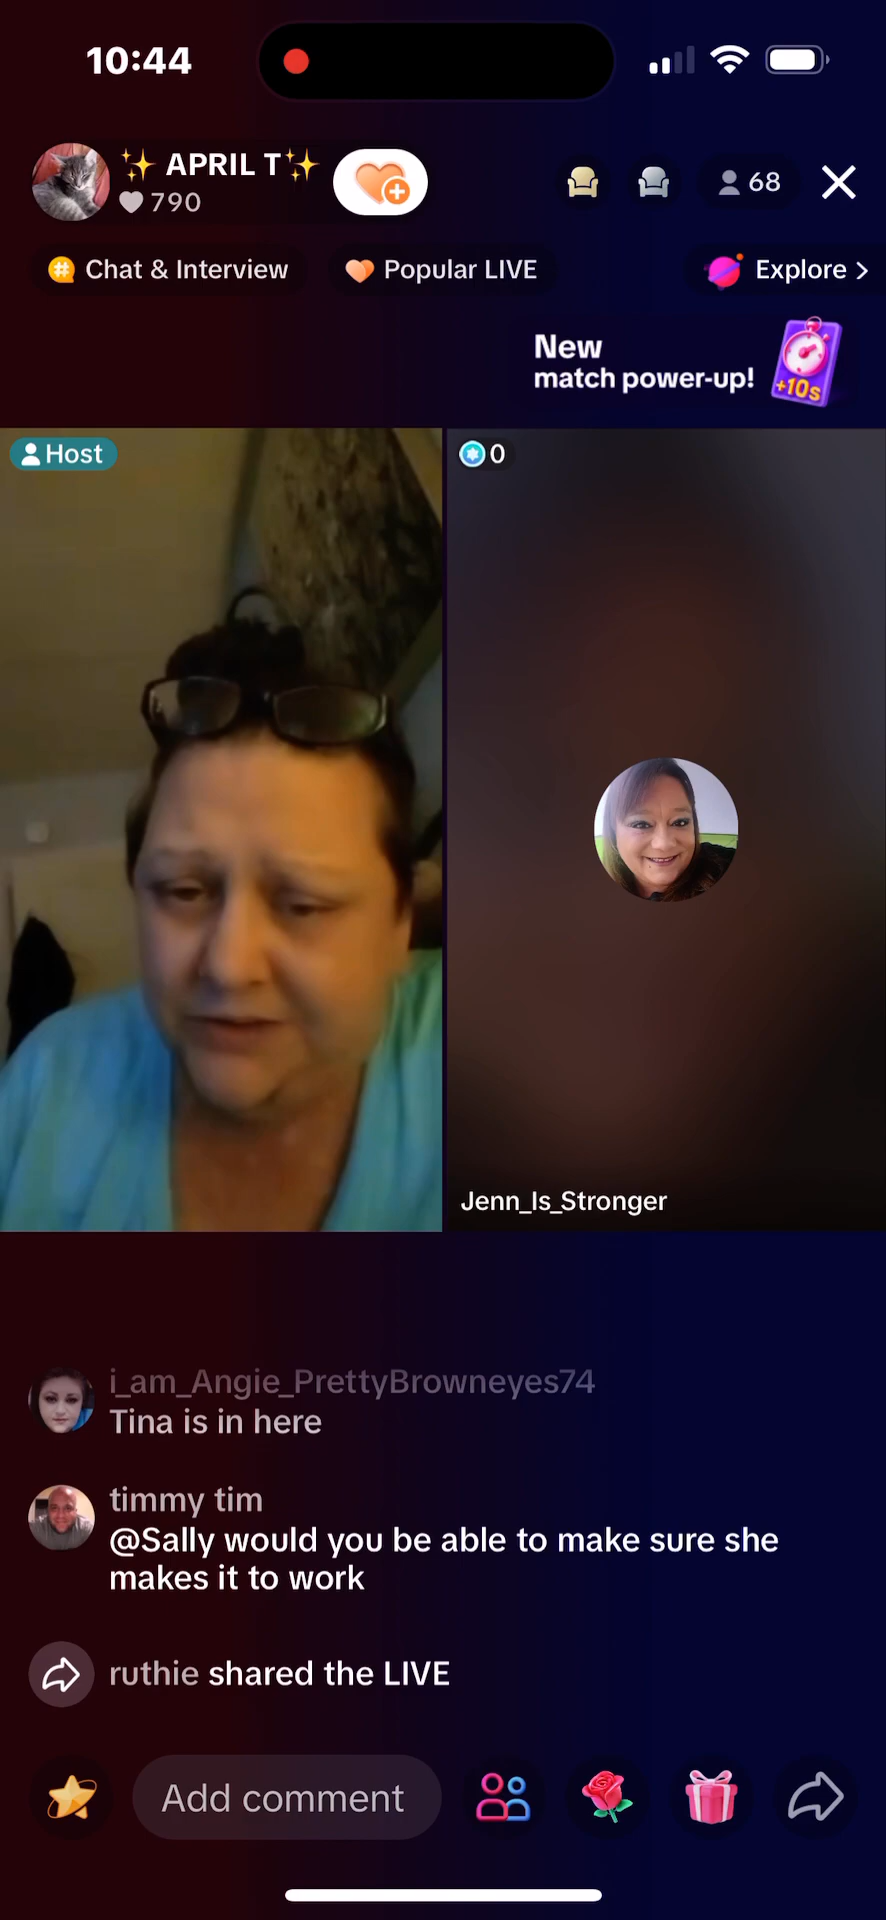 10:44
✨ APRIL T✨
790
68
Chat & Interview
Popular LIVE
Explore >
New
match power-up!
+10s
Host
0
Jenn_Is_Stronger
i_am_Angie_PrettyBrowneyes74
Tina is in here
timmy tim
@Sally would you be able to make sure she
makes it to work
ruthie shared the LIVE
Add comment